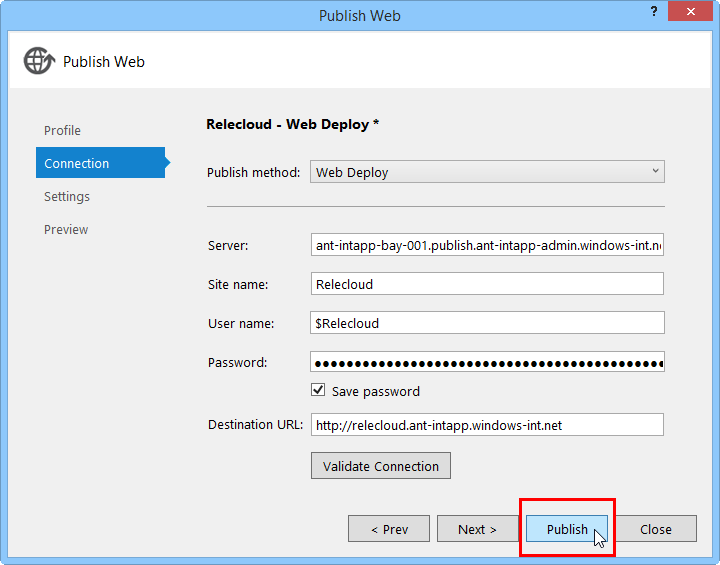 Publish Web
?
Publish Web
Relecloud - Web Deploy *
Profile
Connection
Settings
Preview
Publish method: Web Deploy
Server: ant-intapp-bay-001.publish.ant-intapp-admin.windows-int.n
Site name: Relecloud
User name: $Relecloud
Password: ●●●●●●●●●●●●●●●●●●●●●●●●●●●●●●●●●●●●●●●●●●●●
Save password
Destination URL: http://relecloud.ant-intapp.windows-int.net
Validate Connection
< Prev Next > Publish Close